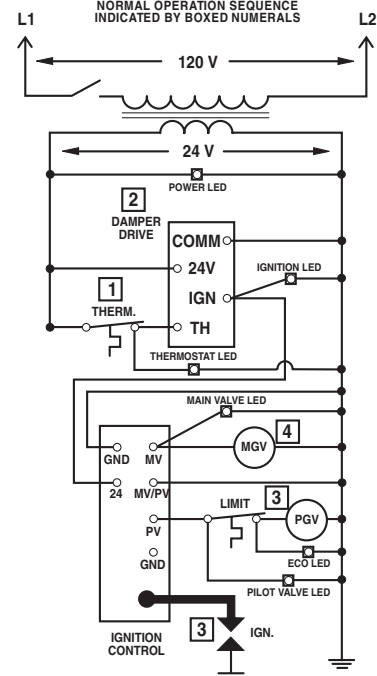 NORMAL OPERATION SEQUENCE
INDICATED BY BOXED NUMERALS
L1
L2
120 V
24 V
POWER LED
2
DAMPER
DRIVE
COMM
24V
IGN
TH
IGNITION LED
1
THERM.
THERMOSTAT LED
MAIN VALVE LED
4
MGV
GND
MV
24
MV/PV
LIMIT
3
PGV
PV
GND
ECO LED
PILOT VALVE LED
IGNITION
CONTROL
3
IGN.